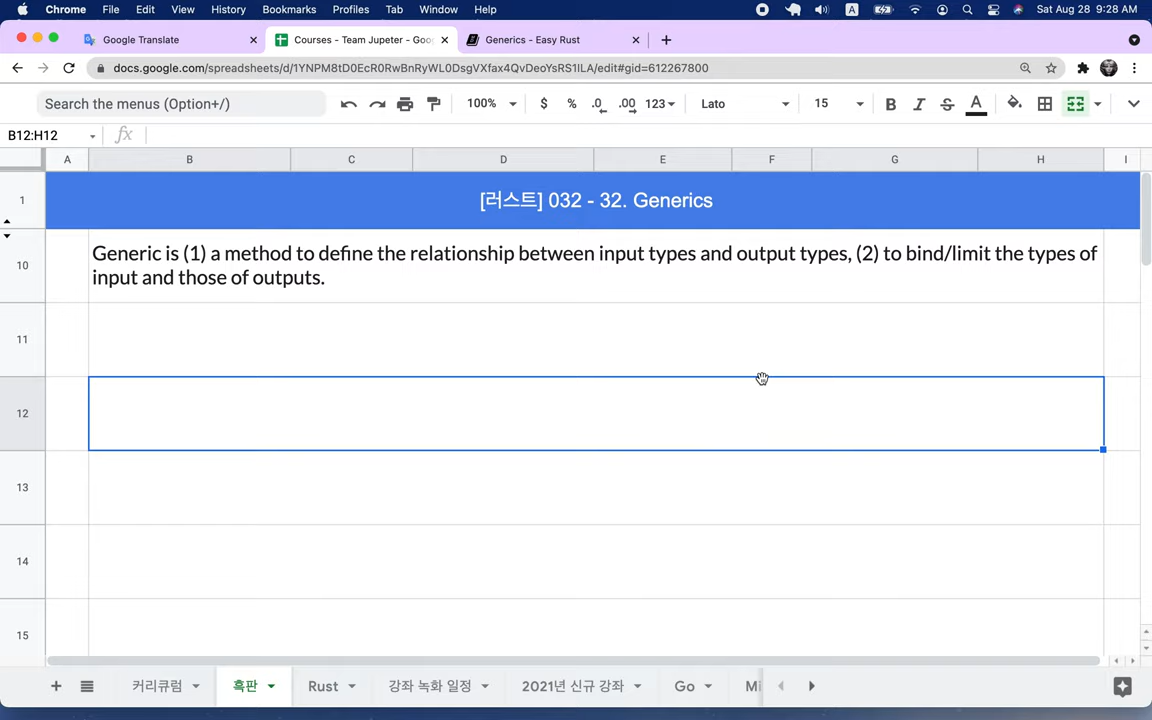 Chrome File Edit View History Bookmarks Profiles Tab Window Help A Sat Aug 28 9:28 AM
Google Translate Courses - Team Jupeter - Goo Generics - Easy Rust
docs.google.com/spreadsheets/d/1YNPM8tD0EcR0RwBnRyWL0DsgVXfax4QvDeoYsRS1ILA/edit#gid=612267800
Search the menus (Option+/) 100% $ % .0 .00 123 Lato 15 B I S A
B12:H12 fx
A B C D E F G H I
1 [러스트] 032 - 32. Generics
10 Generic is (1) a method to define the relationship between input types and output types, (2) to bind/limit the types of
input and those of outputs.
11
12
13
14
15
커리큘럼 흑판 Rust 강좌 녹화 일정 2021년 신규 강좌 Go